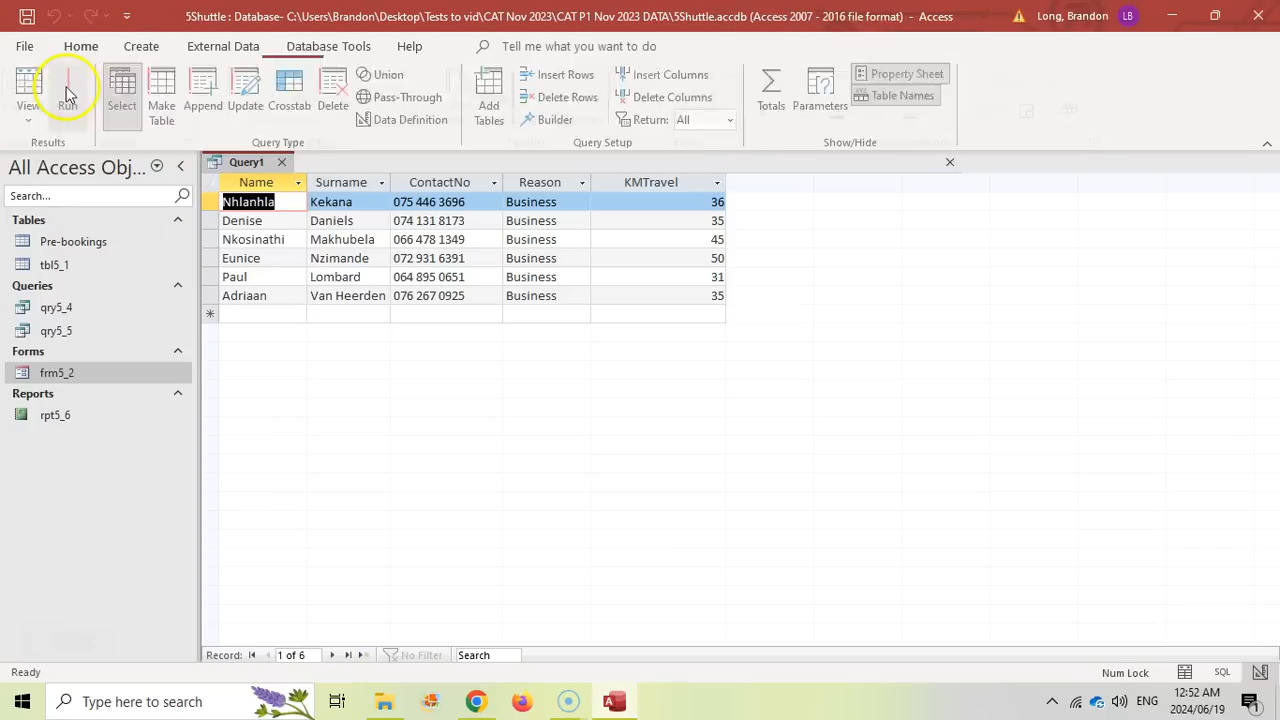 5Shuttle : Database- C:\Users\Brandon\Desktop\Tests to vid\CAT Nov 2023\CAT P1 Nov 2023 DATA\5Shuttle.accdb (Access 2007 - 2016 file format) - Access
Long, Brandon LB
File Home Create External Data Database Tools Help Tell me what you want to do
View Run Select Make Table Append Update Crosstab Delete
Union
Pass-Through
Data Definition
Add Tables
Insert Rows
Delete Rows
Builder
Insert Columns
Delete Columns
Return: All
Totals Parameters
Property Sheet
Table Names
Results Query Type Query Setup Show/Hide
All Access Obj...
Search...
Tables
Pre-bookings
tbl5_1
Queries
qry5_4
qry5_5
Forms
frm5_2
Reports
rpt5_6
Query1
Name Surname ContactNo Reason KMTravel
Nhlanhla Kekana 075 446 3696 Business 36
Denise Daniels 074 131 8173 Business 35
Nkosinathi Makhubela 066 478 1349 Business 45
Eunice Nzimande 072 931 6391 Business 50
Paul Lombard 064 895 0651 Business 31
Adriaan Van Heerden 076 267 0925 Business 35
Record: 1 of 6 No Filter Search
Ready Num Lock SQL
Type here to search
ENG
12:52 AM
2024/06/19
1